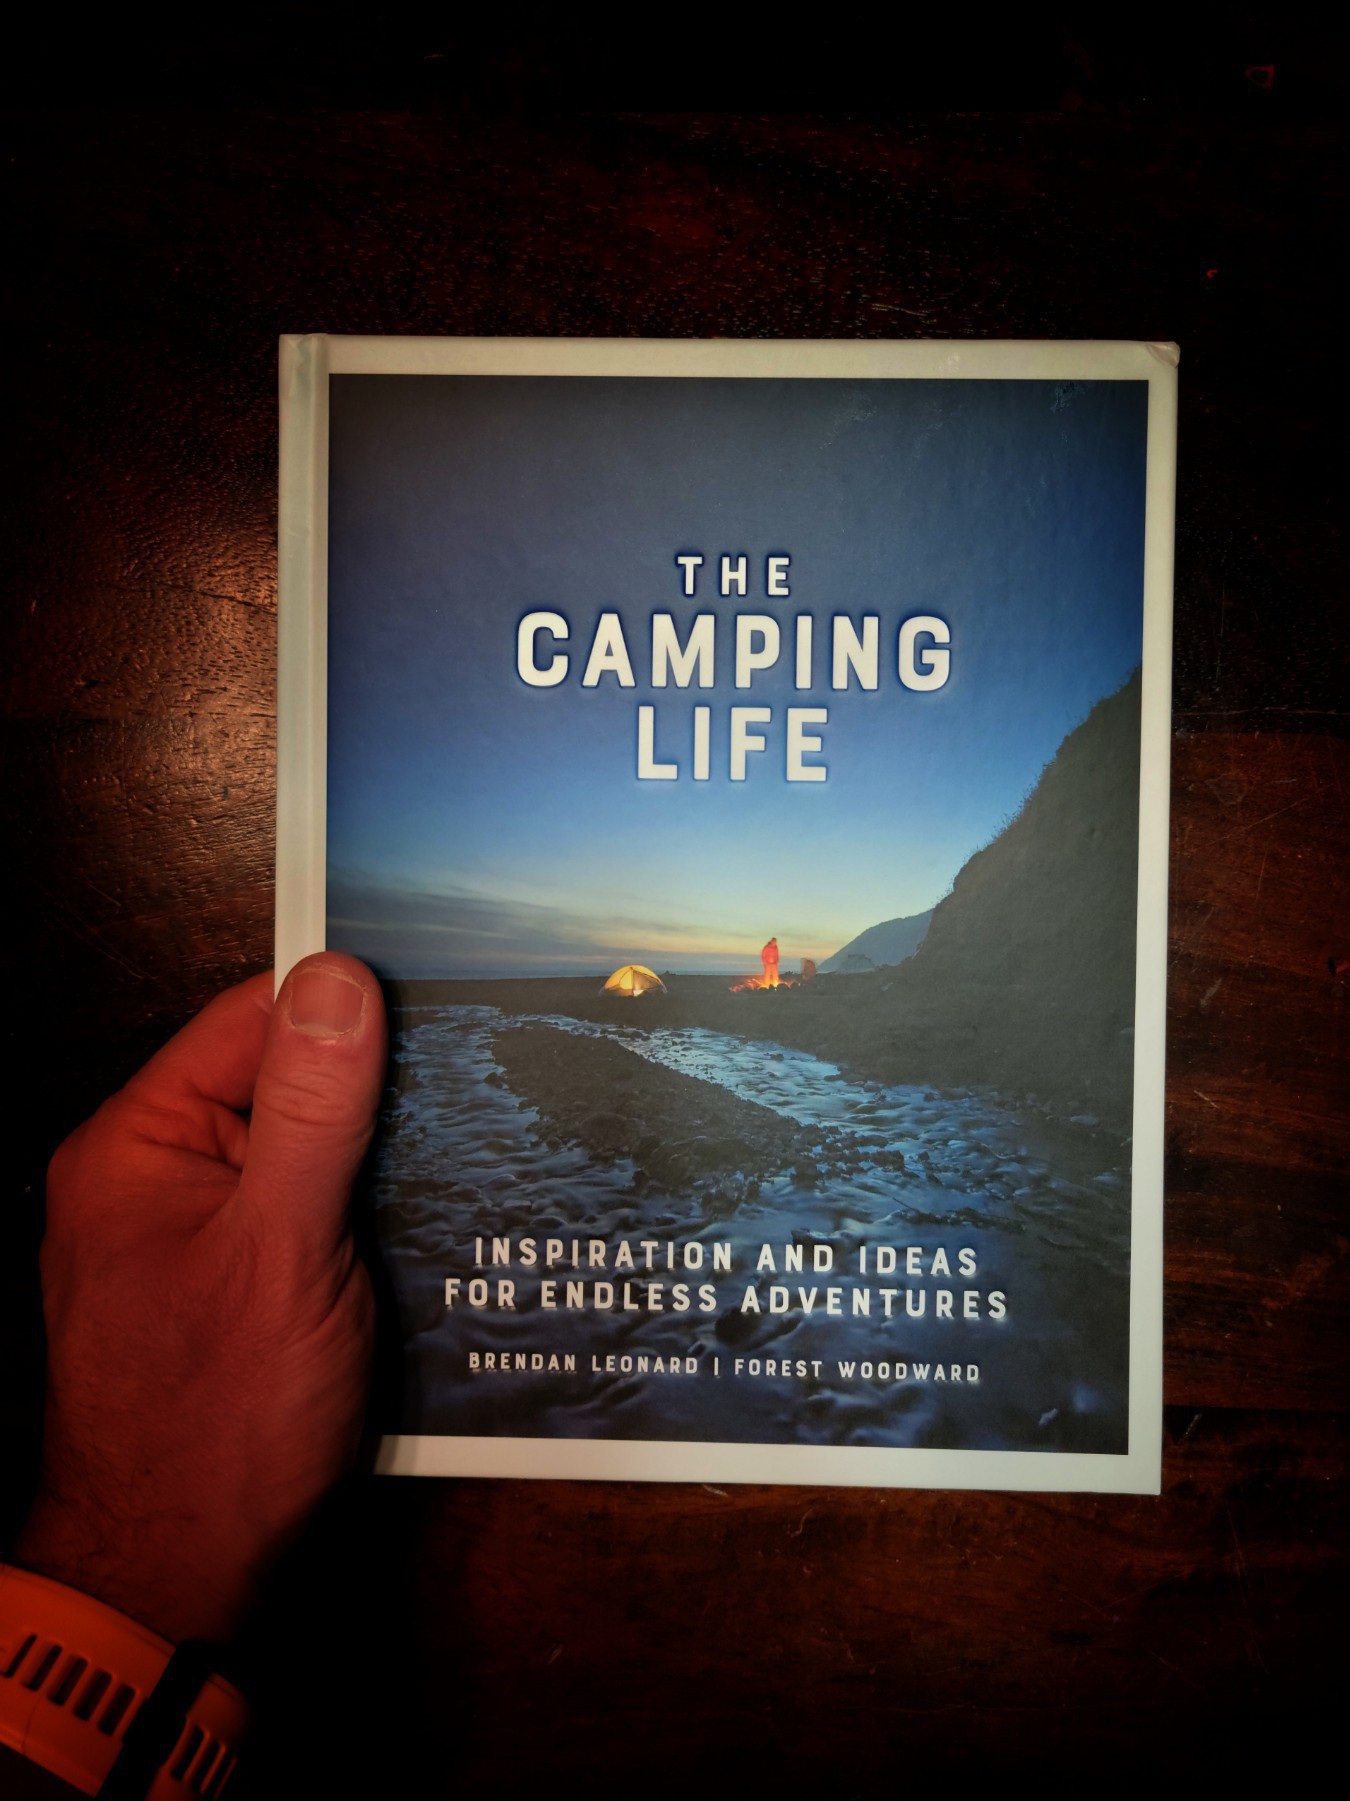 THE
CAMPING
LIFE
INSPIRATION AND IDEAS
FOR ENDLESS ADVENTURES
BRENDAN LEONARD | FOREST WOODWARD